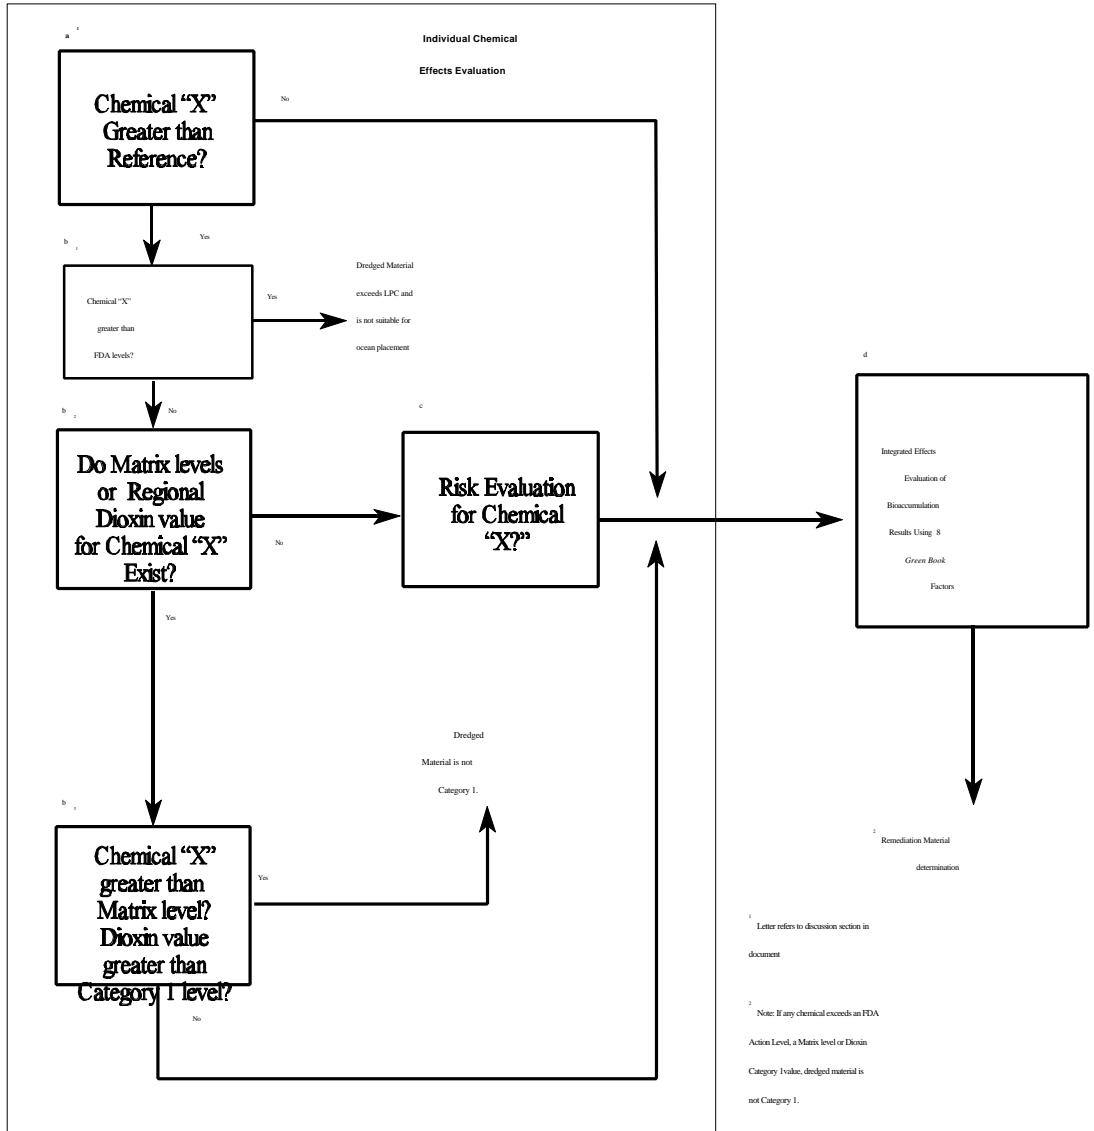 a 1
Individual Chemical
Effects Evaluation
Chemical “X”
Greater than
Reference?
No
Yes
b 1
Chemical “X”
greater than
FDA levels?
Yes
Dredged Material
exceeds LPC and
is not suitable for
ocean placement
No
b 2
Do Matrix levels
or Regional
Dioxin value
for Chemical “X”
Exist?
No
Yes
c
Risk Evaluation
for Chemical
“X?”
d
Integrated Effects
Evaluation of
Bioaccumulation
Results Using 8
Green Book
Factors
Dredged
Material is not
Category 1.
b 3
Chemical “X”
greater than
Matrix level?
Dioxin value
greater than
Category 1 level?
Yes
No
2 Remediation Material
determination
1 Letter refers to discussion section in
document
2 Note: If any chemical exceeds an FDA
Action Level, a Matrix level or Dioxin
Category 1value, dredged material is
not Category 1.